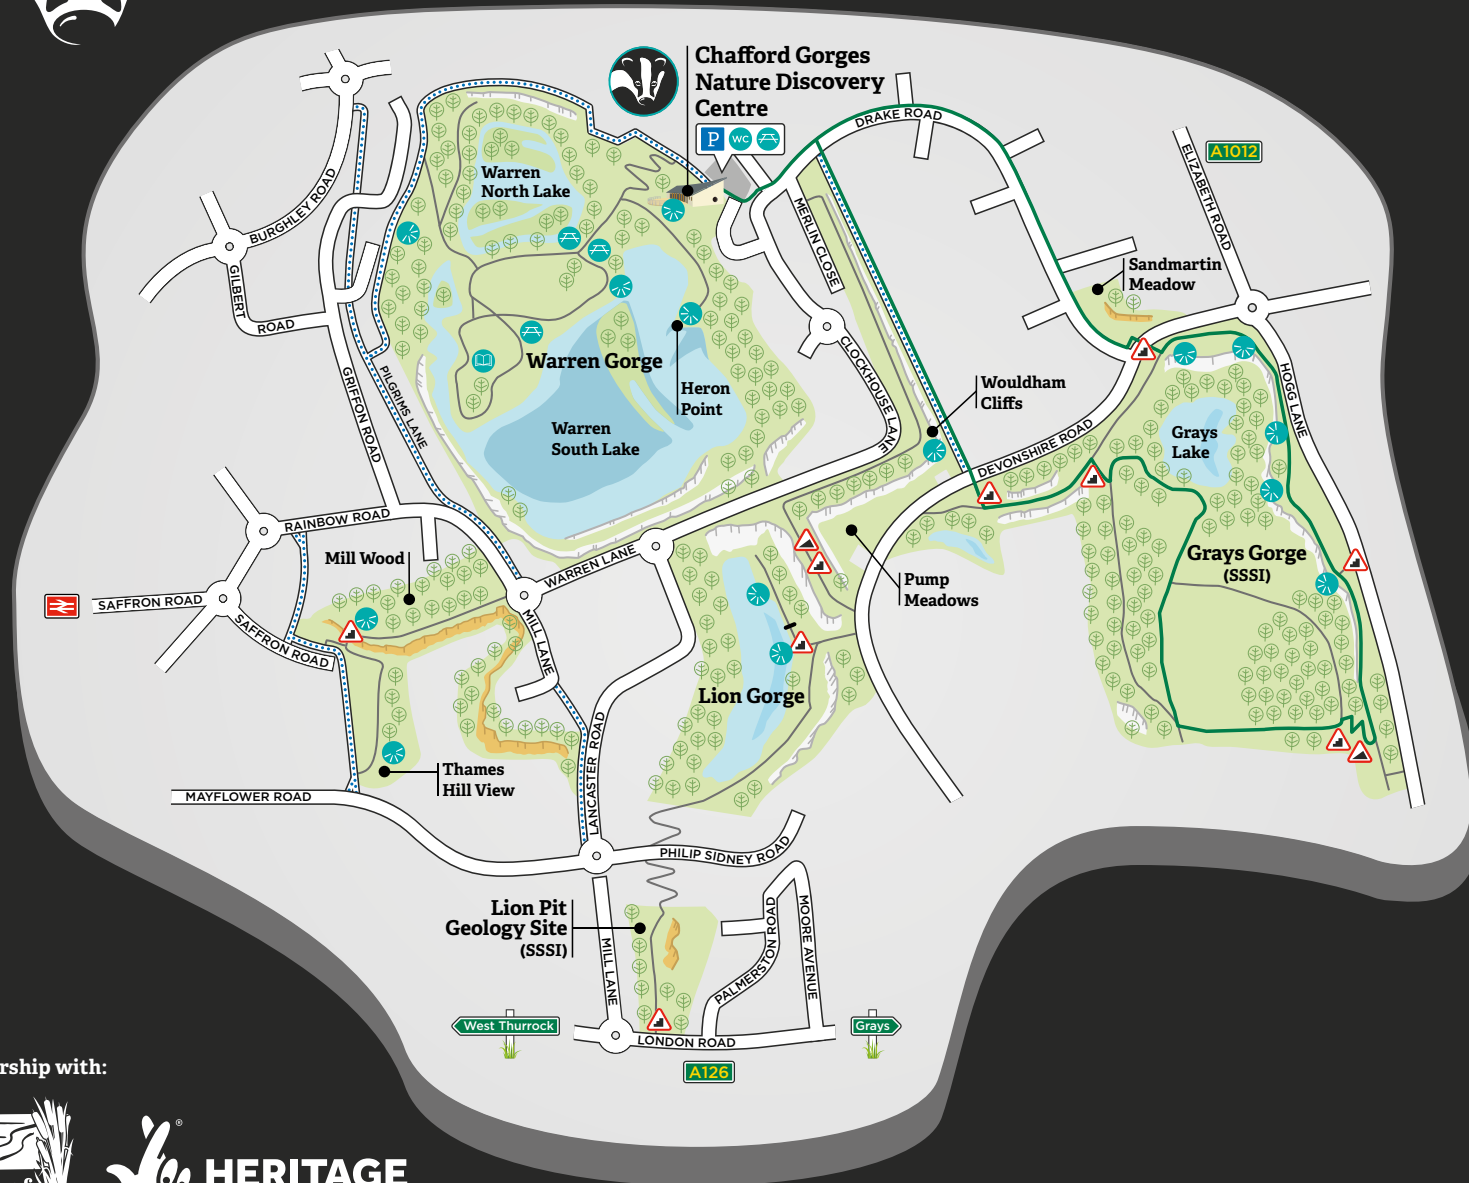 Chafford Gorges
Nature Discovery
Centre
P
WC
DRAKE ROAD
A1012
ELIZABETH ROAD
BURGHLEY ROAD
Warren
North Lake
MERLIN CLOSE
Sandmartin
Meadow
GILBERT
ROAD
Warren Gorge
Heron
Point
CLOCKHOUSE LANE
Wouldham
Cliffs
HOGG LANE
GRIFFON ROAD
PILGRIMS LANE
Warren
South Lake
Grays
Lake
DEVONSHIRE ROAD
RAINBOW ROAD
Mill Wood
WARREN LANE
Grays Gorge
(SSSI)
Pump
Meadows
SAFFRON ROAD
SAFFRON ROAD
MILL LANE
Lion Gorge
LANCASTER ROAD
Thames
Hill View
MAYFLOWER ROAD
PHILIP SIDNEY ROAD
Lion Pit
Geology Site
(SSSI)
MILL LANE
PALMERSTON ROAD
MOORE AVENUE
West Thurrock
Grays
LONDON ROAD
A126
rship with:
®
HERITAGE